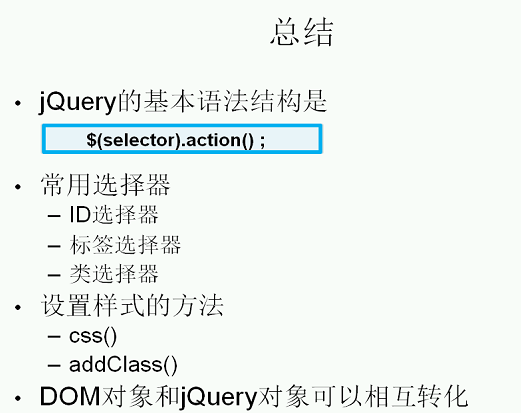 总结
• jQuery的基本语法结构是
$(selector).action() ;
• 常用选择器
– ID选择器
– 标签选择器
– 类选择器
• 设置样式的方法
– css()
– addClass()
• DOM对象和jQuery对象可以相互转化